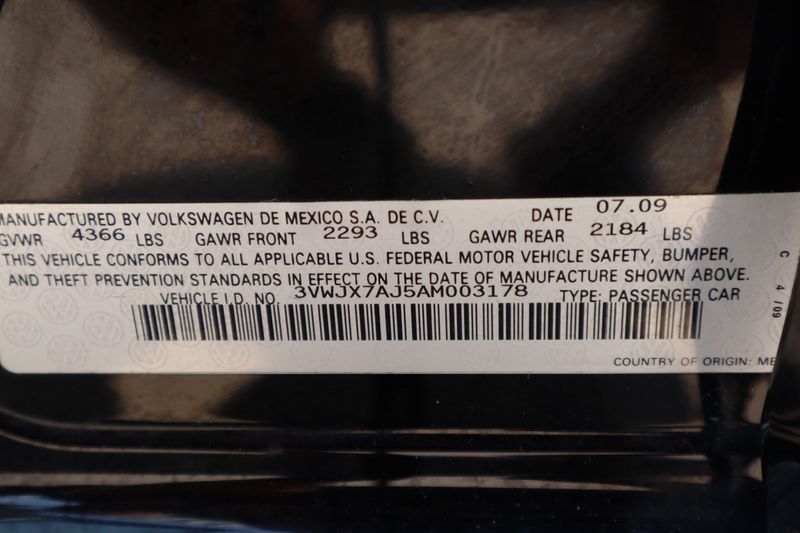 MANUFACTURED BY VOLKSWAGEN DE MEXICO S.A. DE C.V. DATE 07.09
GVWR 4366 LBS GAWR FRONT 2293 LBS GAWR REAR 2184 LBS
THIS VEHICLE CONFORMS TO ALL APPLICABLE U.S. FEDERAL MOTOR VEHICLE SAFETY, BUMPER,
AND THEFT PREVENTION STANDARDS IN EFFECT ON THE DATE OF MANUFACTURE SHOWN ABOVE.
VEHICLE I.D. NO. 3VWJX7AJ5AM003178 TYPE: PASSENGER CAR
COUNTRY OF ORIGIN: ME
C 4/09